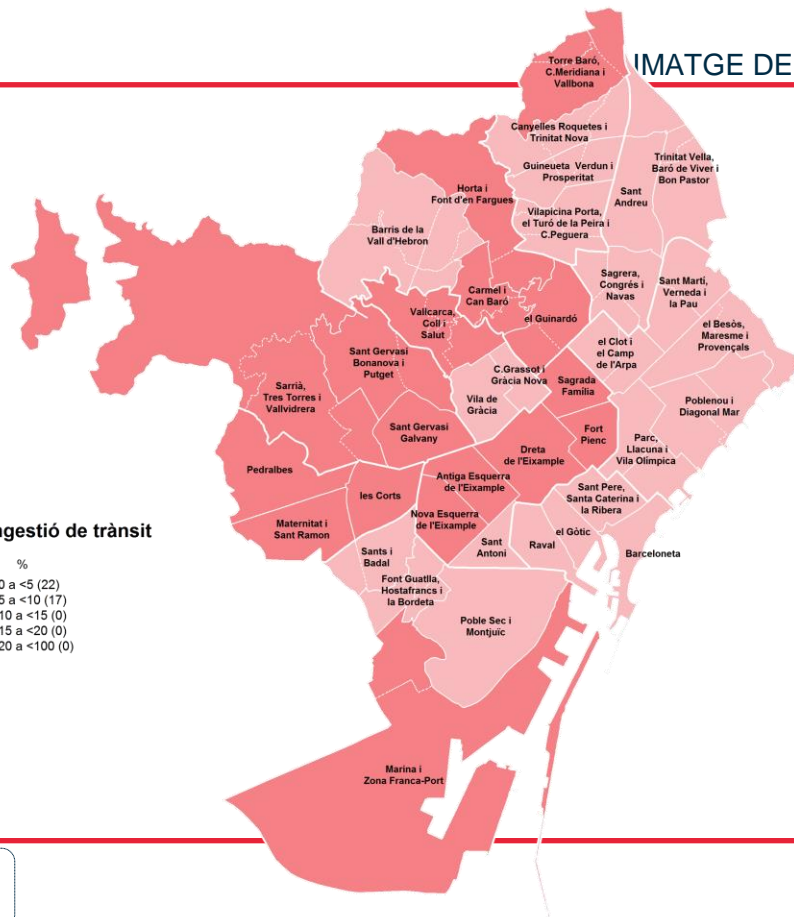 IMATGE DE
Torre Baró,
C.Meridiana i
Vallbona
Canyelles Roquetes i
Trinitat Nova
Guineueta Verdun i
Prosperitat
Trinitat Vella,
Baró de Viver i
Bon Pastor
Sant
Andreu
Horta i
Font d'en Fargues
Vilapicina Porta,
el Turó de la Peira i
C.Peguera
Barris de la
Vall d'Hebron
Sagrera,
Congrés i
Navas
Sant Martí,
Verneda i
la Pau
Carmel i
Can Baró
Vallcarca,
Coll i
Salut
el Guinardó
el Besòs,
Maresme i
Provençals
el Clot i
el Camp
de l'Arpa
Sant Gervasi
Bonanova i
Putget
C.Grassot i
Gràcia Nova
Sagrada
Família
Sarrià,
Tres Torres i
Vallvidrera
Vila de
Gràcia
Poblenou i
Diagonal Mar
Sant Gervasi
Galvany
Fort
Pienc
Parc,
Llacuna i
Vila Olímpica
Dreta
de l'Eixample
Pedralbes
Antiga Esquerra
de l'Eixample
les Corts
Sant Pere,
Santa Caterina i
la Ribera
Maternitat i
Sant Ramon
Nova Esquerra
de l'Eixample
el Gòtic
Sant
Antoni
Raval
Barceloneta
Sants i
Badal
Font Guatlla,
Hostafrancs i
la Bordeta
Poble Sec i
Montjuïc
Marina i
Zona Franca-Port
ngestió de trànsit
%
0 a <5 (22)
5 a <10 (17)
10 a <15 (0)
15 a <20 (0)
20 a <100 (0)